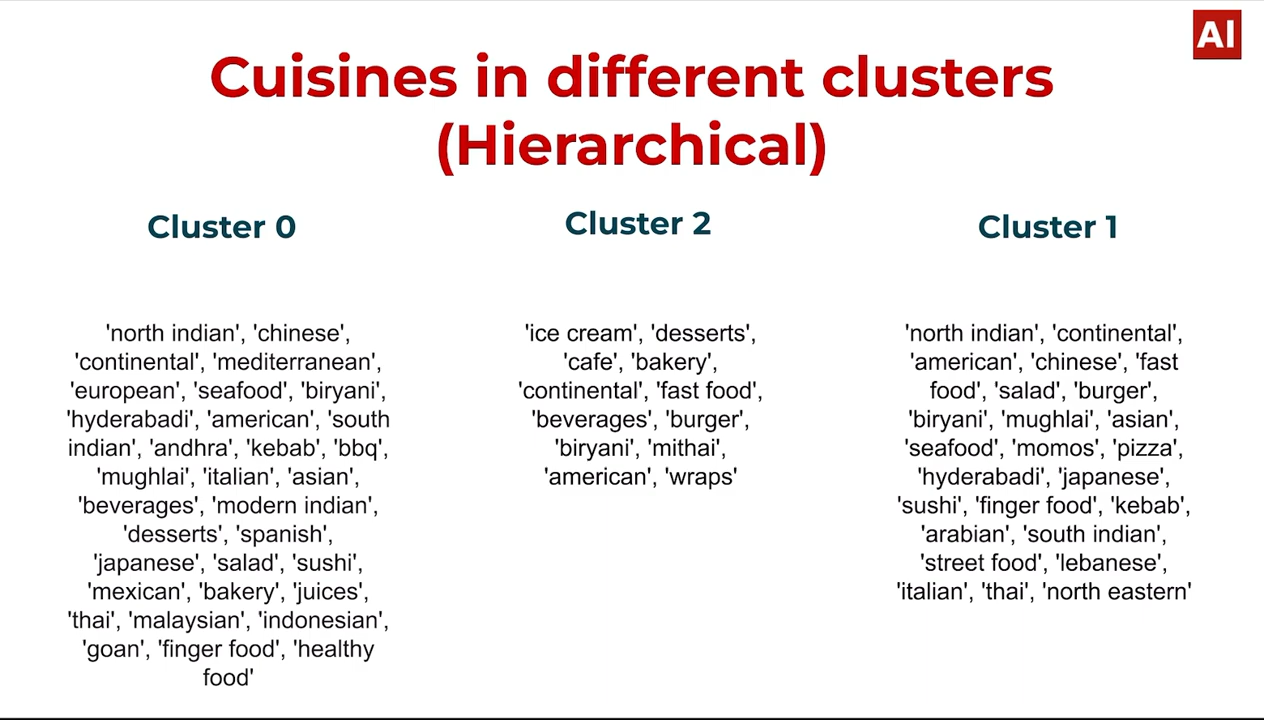 AI
Cuisines in different clusters
(Hierarchical)
Cluster 0
'north indian', 'chinese',
'continental', 'mediterranean',
'european', 'seafood', 'biryani',
'hyderabadi', 'american', 'south
indian', 'andhra', 'kebab', 'bbq',
'mughlai', 'italian', 'asian',
'beverages', 'modern indian',
'desserts', 'spanish',
'japanese', 'salad', 'sushi',
'mexican', 'bakery', 'juices',
'thai', 'malaysian', 'indonesian',
'goan', 'finger food', 'healthy
food'
Cluster 2
'ice cream', 'desserts',
'cafe', 'bakery',
'continental', 'fast food',
'beverages', 'burger',
'biryani', 'mithai',
'american', 'wraps'
Cluster 1
'north indian', 'continental',
'american', 'chinese', 'fast
food', 'salad', 'burger',
'biryani', 'mughlai', 'asian',
'seafood', 'momos', 'pizza',
'hyderabadi', 'japanese',
'sushi', 'finger food', 'kebab',
'arabian', 'south indian',
'street food', 'lebanese',
'italian', 'thai', 'north eastern'